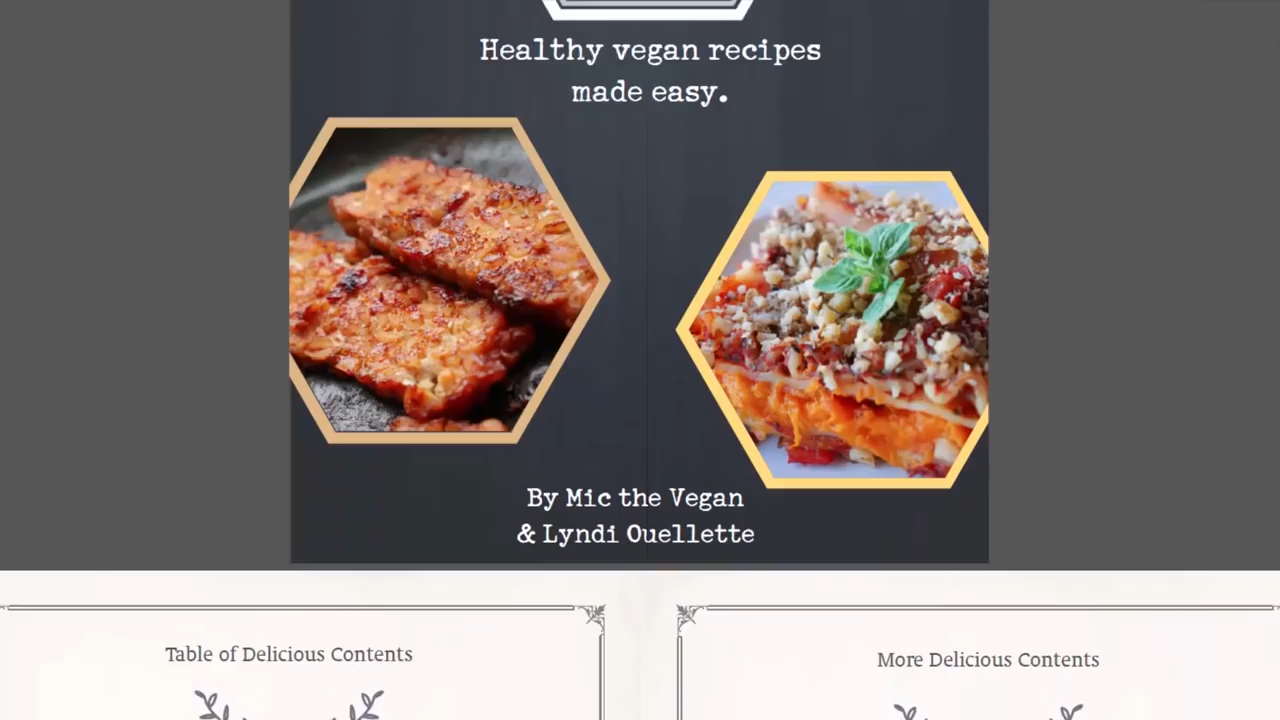 Healthy vegan recipes
made easy.
By Mic the Vegan
& Lyndi Ouellette
Table of Delicious Contents
More Delicious Contents